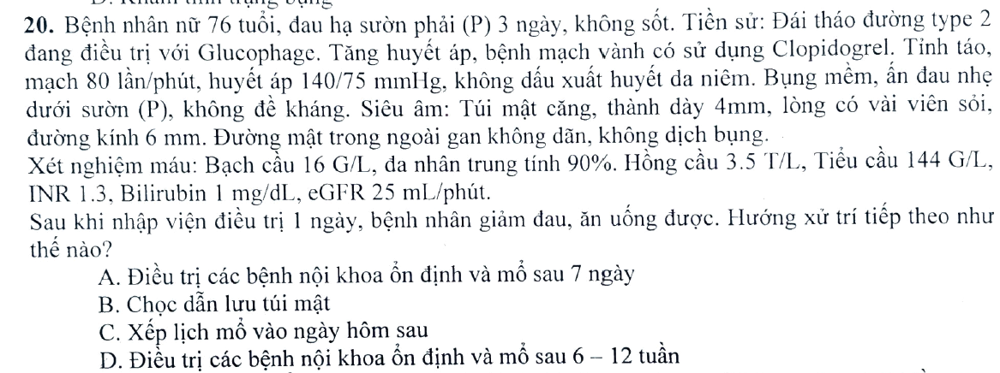 20. Bệnh nhân nữ 76 tuổi, đau hạ sườn phải (P) 3 ngày, không sốt. Tiền sử: Đái tháo đường type 2
đang điều trị với Glucophage. Tăng huyết áp, bệnh mạch vành có sử dụng Clopidogrel. Tỉnh táo,
mạch 80 lần/phút, huyết áp 140/75 mmHg, không dấu xuất huyết da niêm. Bụng mềm, ấn đau nhẹ
dưới sườn (P), không đề kháng. Siêu âm: Túi mật căng, thành dày 4mm, lòng có vài viên sỏi,
đường kính 6 mm. Đường mật trong ngoài gan không dãn, không dịch bụng.
Xét nghiệm máu: Bạch cầu 16 G/L, đa nhân trung tính 90%. Hồng cầu 3.5 T/L, Tiểu cầu 144 G/L,
INR 1.3, Bilirubin 1 mg/dL, eGFR 25 mL/phút.
Sau khi nhập viện điều trị 1 ngày, bệnh nhân giảm đau, ăn uống được. Hướng xử trí tiếp theo như
thế nào?
A. Điều trị các bệnh nội khoa ổn định và mổ sau 7 ngày
B. Chọc dẫn lưu túi mật
C. Xếp lịch mổ vào ngày hôm sau
D. Điều trị các bệnh nội khoa ổn định và mổ sau 6 – 12 tuần